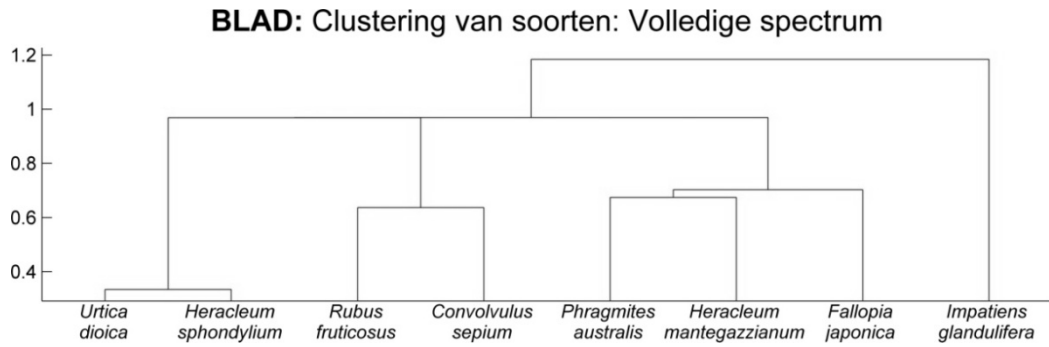 BLAD: Clustering van soorten: Volledige spectrum
1.2
1
0.8
0.6
0.4
Urtica dioica
Heracleum sphondylium
Rubus fruticosus
Convolvulus sepium
Phragmites australis
Heracleum mantegazzianum
Fallopia japonica
Impatiens glandulifera